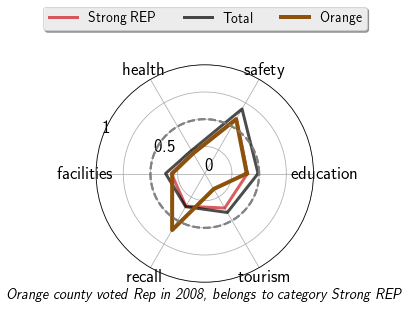 Strong REP Total Orange
health safety
1
0.5
0
facilities education
recall tourism
Orange county voted Rep in 2008, belongs to category Strong REP